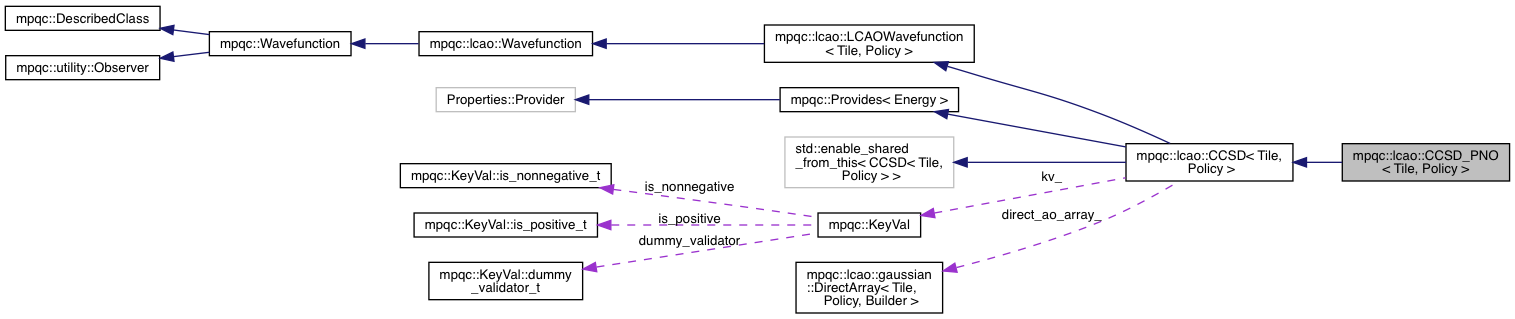 mpqc::DescribedClass
mpqc::utility::Observer
mpqc::Wavefunction
mpqc::lcao::Wavefunction
mpqc::lcao::LCAOWavefunction
< Tile, Policy >
Properties::Provider
mpqc::Provides< Energy >
std::enable_shared
_from_this< CCSD< Tile,
Policy > >
mpqc::lcao::CCSD< Tile,
Policy >
mpqc::lcao::CCSD_PNO
< Tile, Policy >
mpqc::KeyVal::is_nonnegative_t
is_nonnegative
kv_
mpqc::KeyVal::is_positive_t
is_positive
mpqc::KeyVal
direct_ao_array_
dummy_validator
mpqc::KeyVal::dummy
_validator_t
mpqc::lcao::gaussian
::DirectArray< Tile,
Policy, Builder >